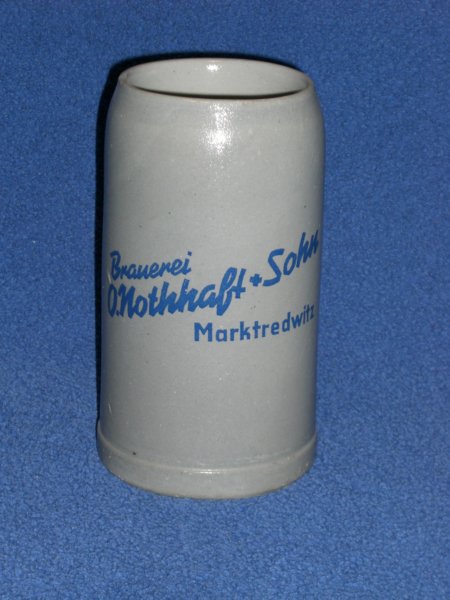 Brauerei
O. Nothhaft + Sohn
Marktredwitz